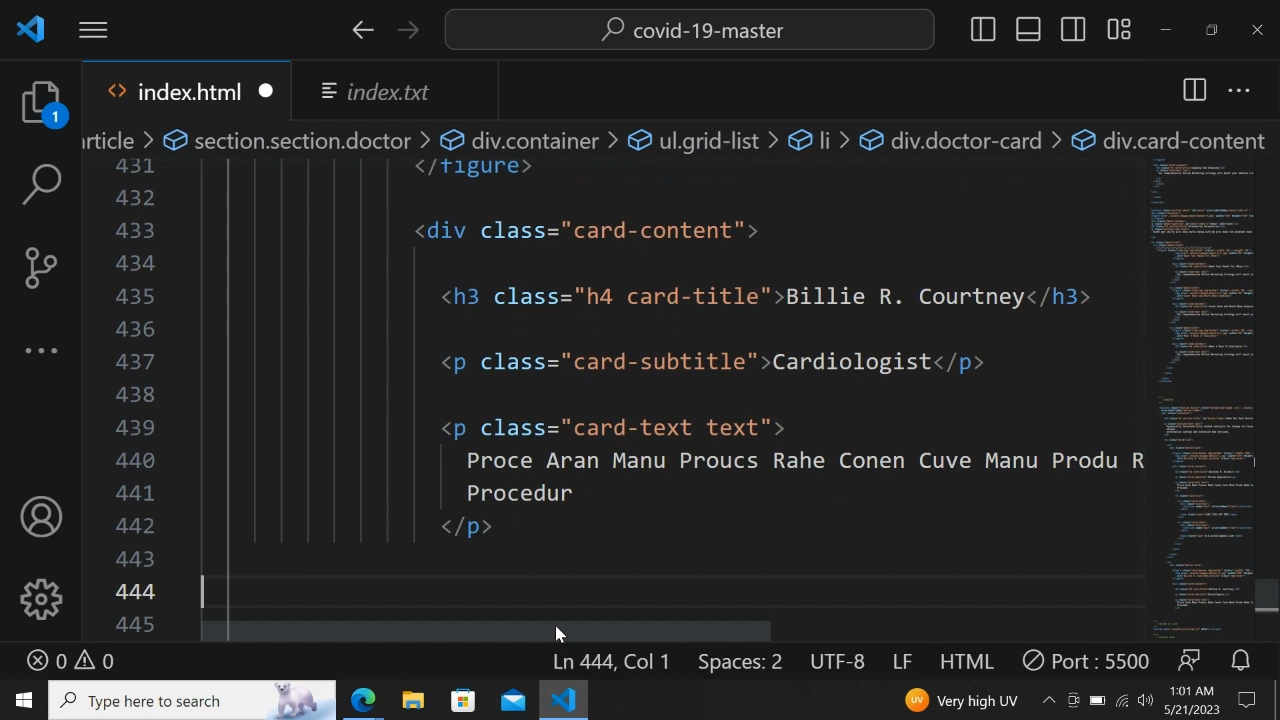 covid-19-master
index.html
index.txt
1
article > section.section.doctor > div.container > ul.grid-list > li > div.doctor-card > div.card-content
431 </figure>
432
433 <div class="card-content">
434
435 <h3 class="h4 card-title">Billie R. Courtney</h3>
436
437 <p class="card-subtitle">Cardiologist</p>
438
439 <p class="card-text text">
440 Proce Aran Manu Proucs Rahe Conen Cuve Manu Produ R
441 Procedur
442 </p>
443
444
445
0 0 Ln 444, Col 1 Spaces: 2 UTF-8 LF HTML Port : 5500
Type here to search
Very high UV
1:01 AM
5/21/2023